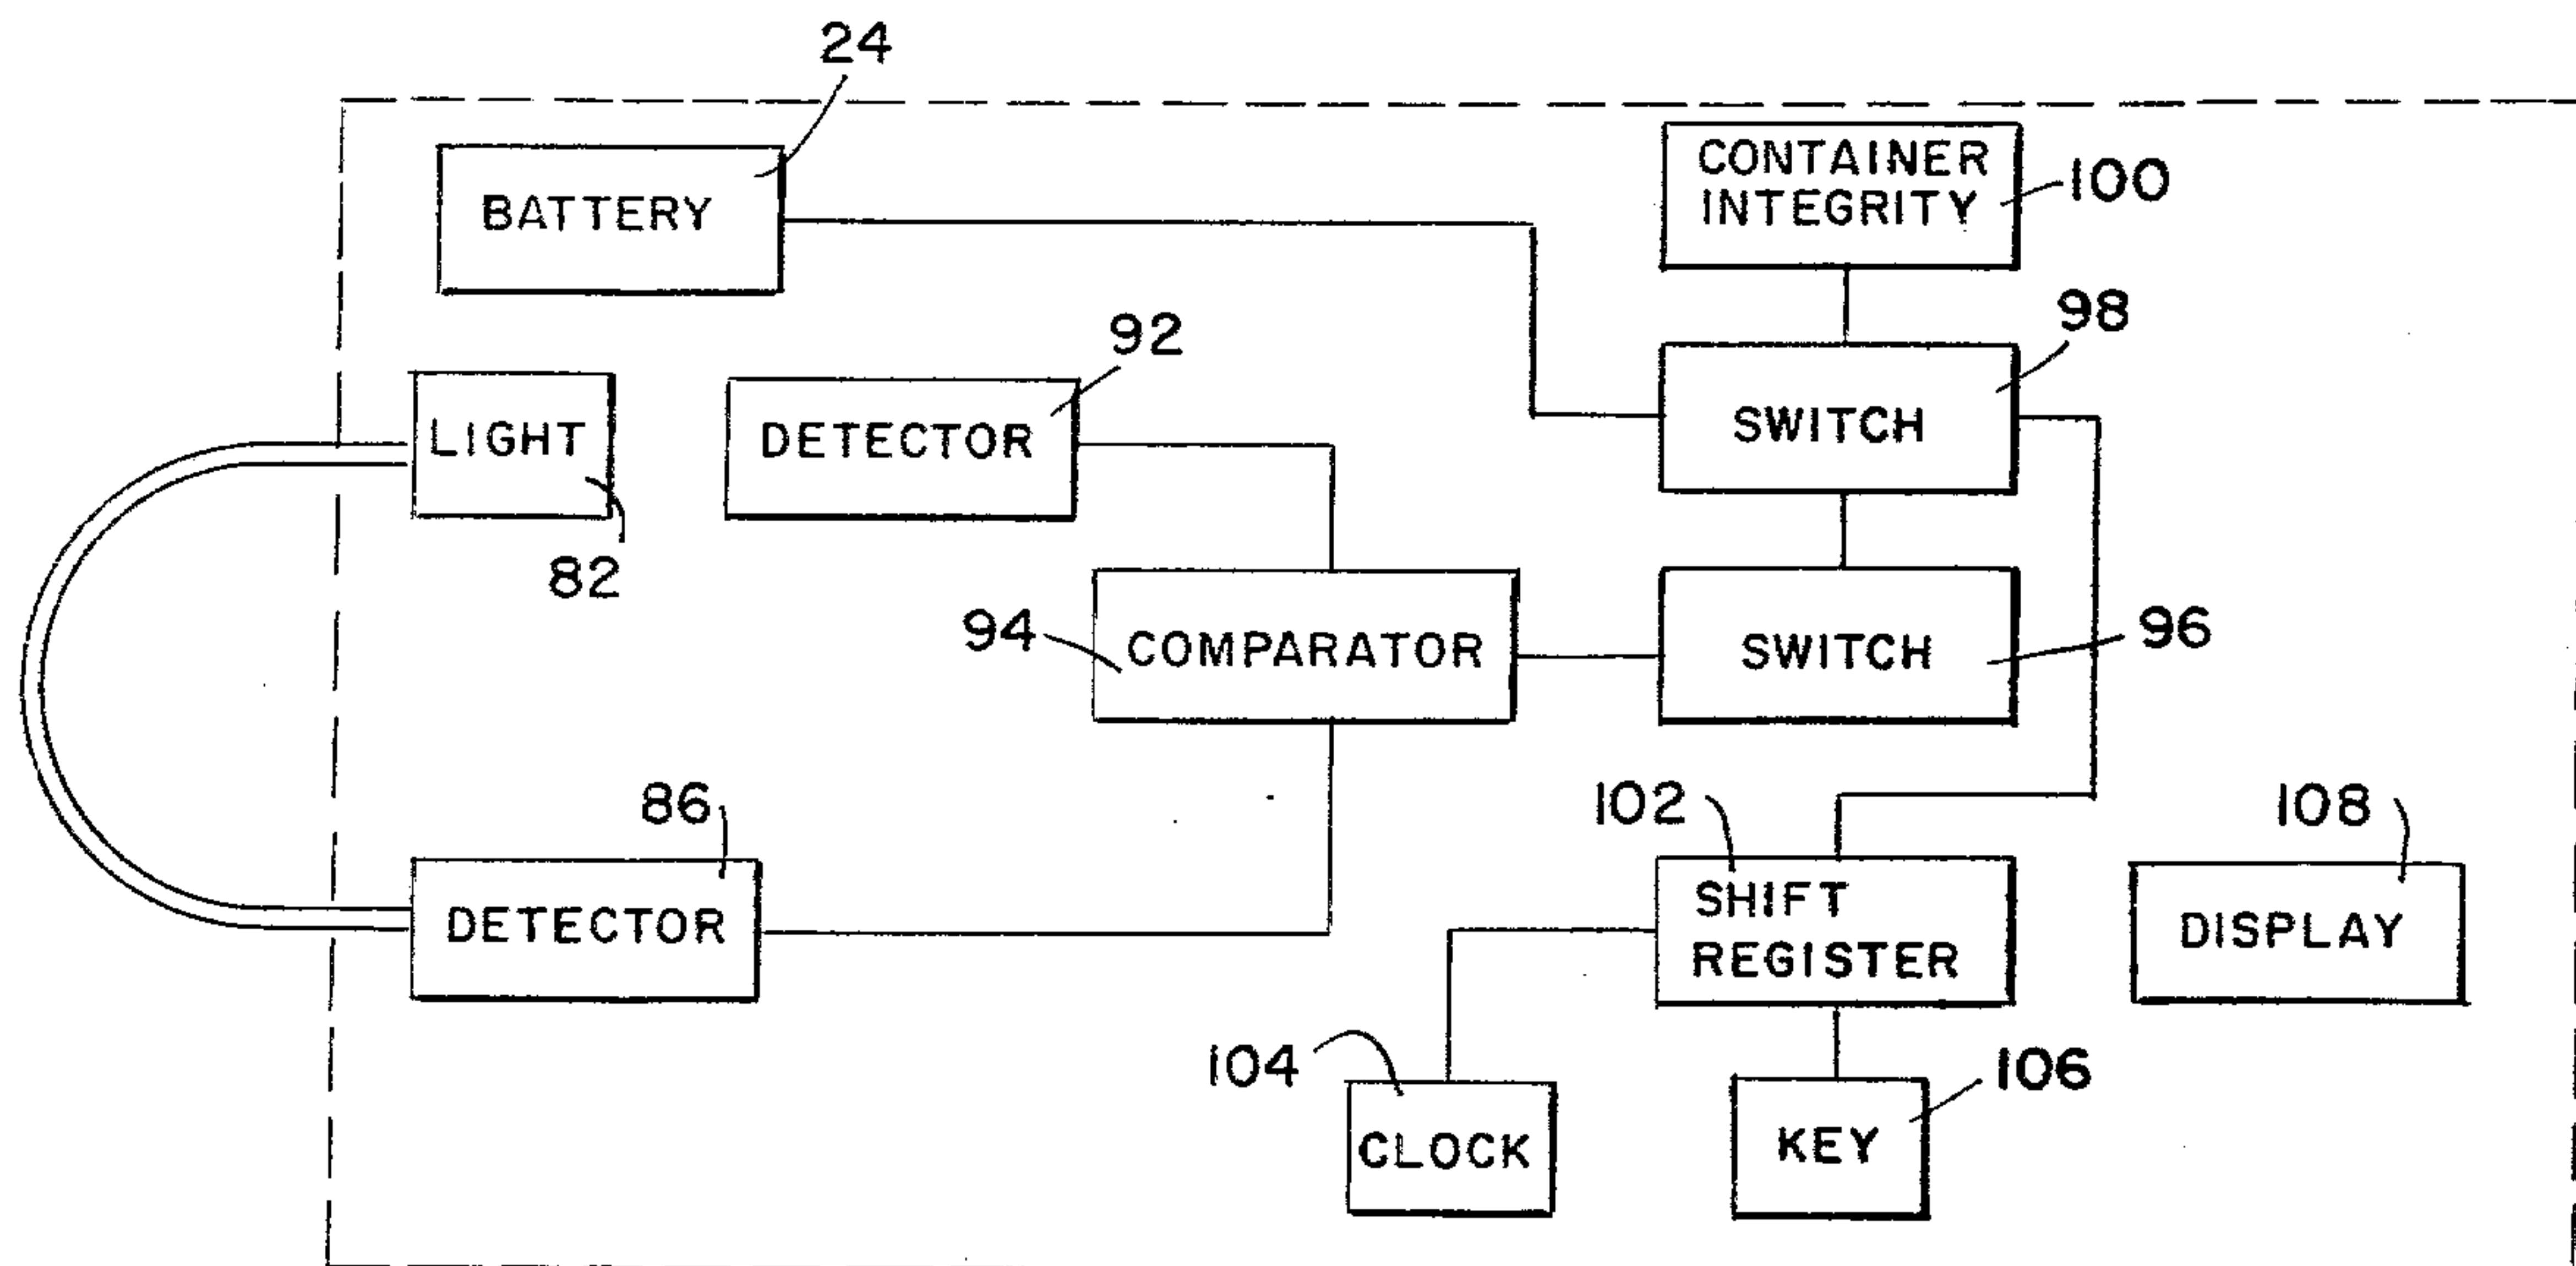 24
BATTERY
CONTAINER
INTEGRITY
100
98
92
LIGHT
DETECTOR
SWITCH
82
94
COMPARATOR
SWITCH
96
86
102
108
DETECTOR
SHIFT
REGISTER
DISPLAY
104
106
CLOCK
KEY